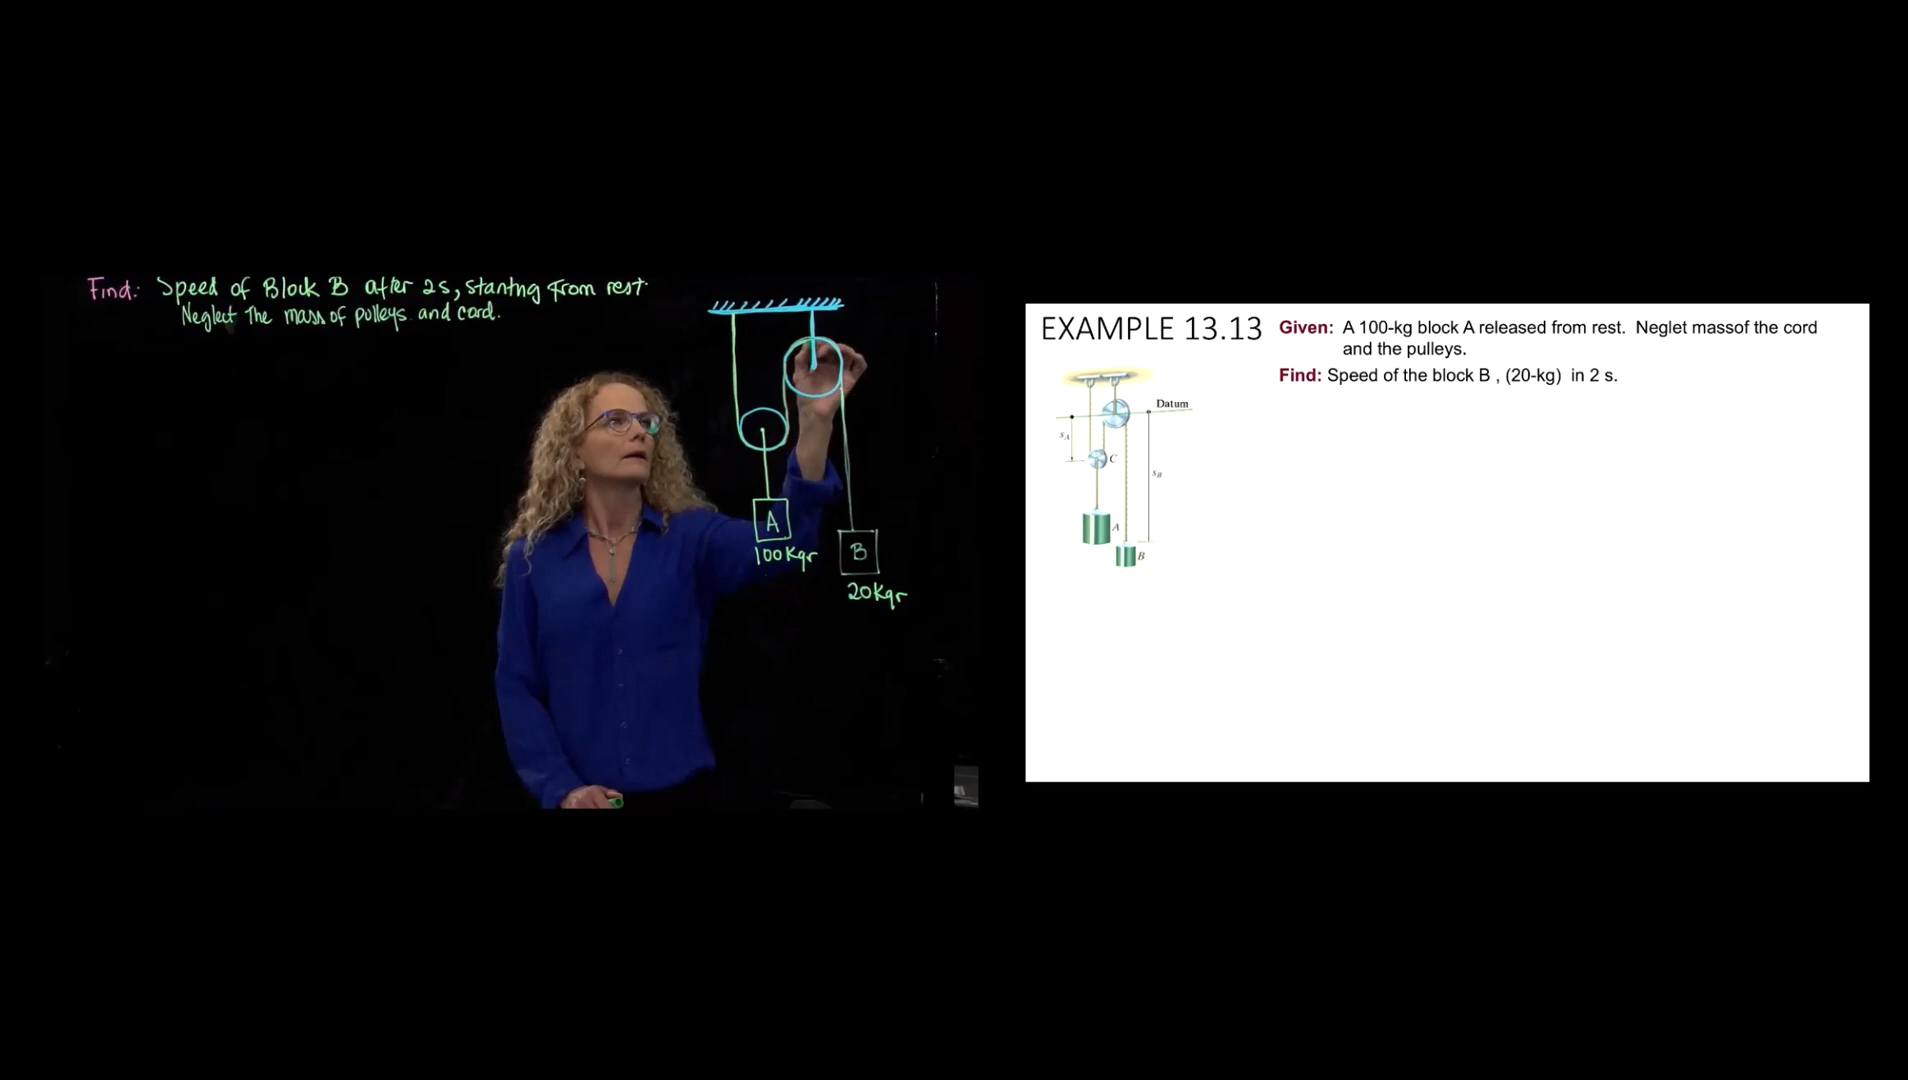 Find: Speed of Block B after 2s, starting from rest.
Neglect The mass of pulleys and cord.
A
100Kgr
B
20Kgr
EXAMPLE 13.13
Given: A 100-kg block A released from rest. Neglet massof the cord
and the pulleys.
Find: Speed of the block B , (20-kg) in 2 s.
Datum
sA
C
sB
A
B